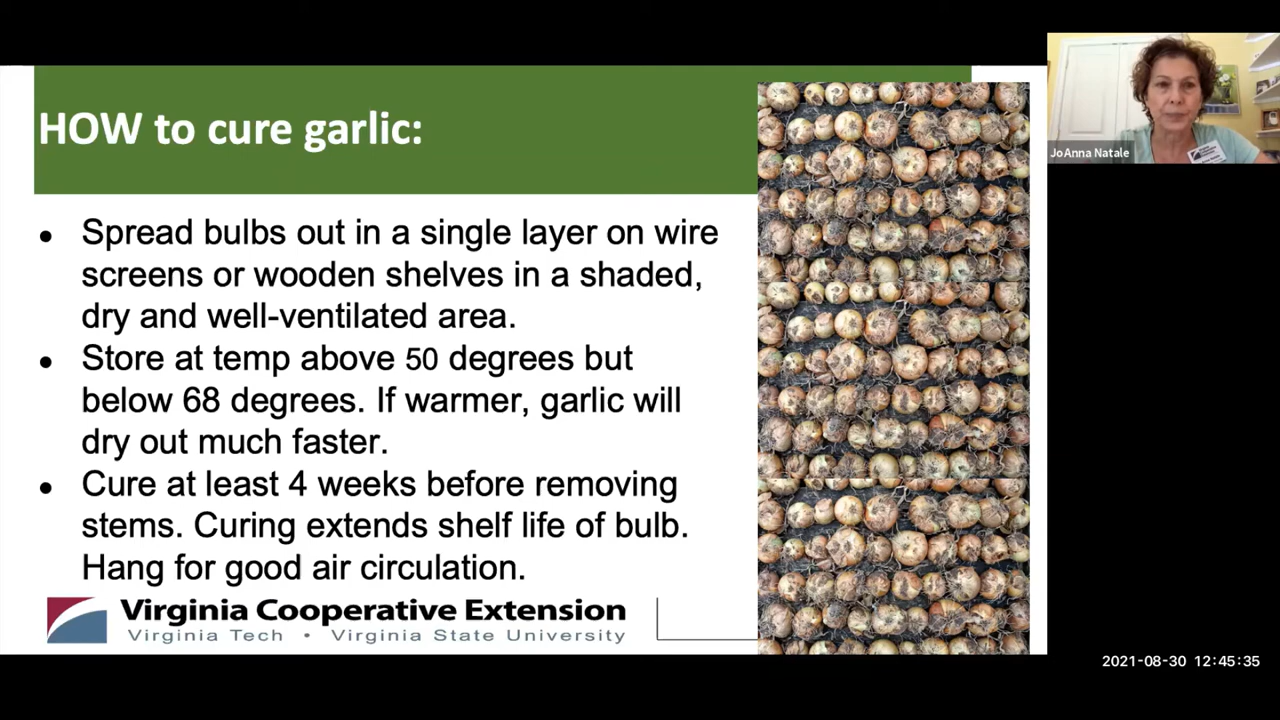 HOW to cure garlic:
● Spread bulbs out in a single layer on wire
screens or wooden shelves in a shaded,
dry and well-ventilated area.
● Store at temp above 50 degrees but
below 68 degrees. If warmer, garlic will
dry out much faster.
● Cure at least 4 weeks before removing
stems. Curing extends shelf life of bulb.
Hang for good air circulation.
Virginia Cooperative Extension
Virginia Tech • Virginia State University
JoAnna Natale
2021-08-30 12:45:35